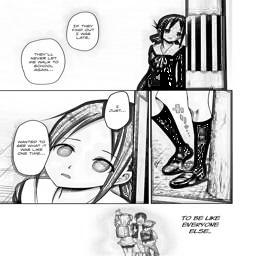 IF THEY
FIND OUT
I WAS
LATE,
THEY'LL
NEVER LET
ME WALK TO
SCHOOL
AGAIN...
I
JUST...
WANTED TO
SEE WHAT IT
WAS LIKE
ONE TIME...
TO BE LIKE
EVERYONE
ELSE...